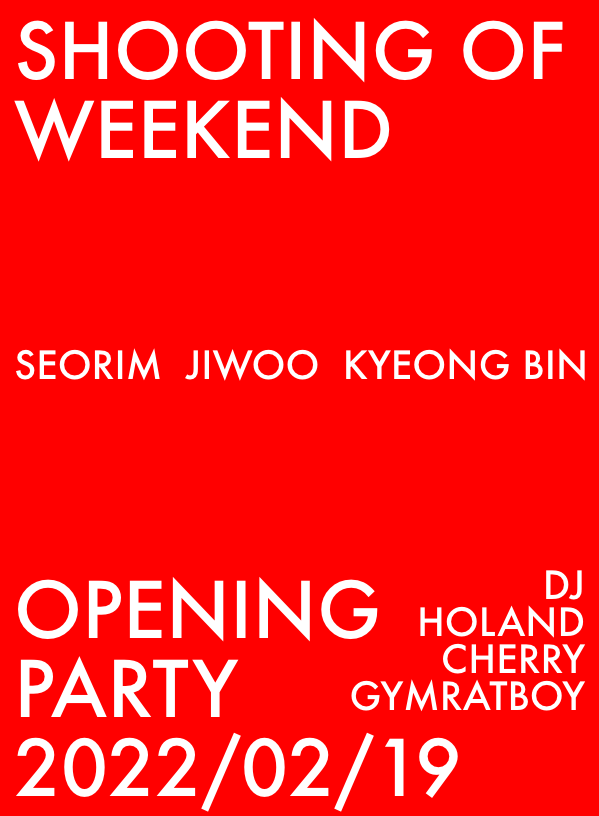 SHOOTING OF
WEEKEND
SEORIM JIWOO KYEONG BIN
OPENING
PARTY
2022/02/19
DJ
HOLAND
CHERRY
GYMRATBOY